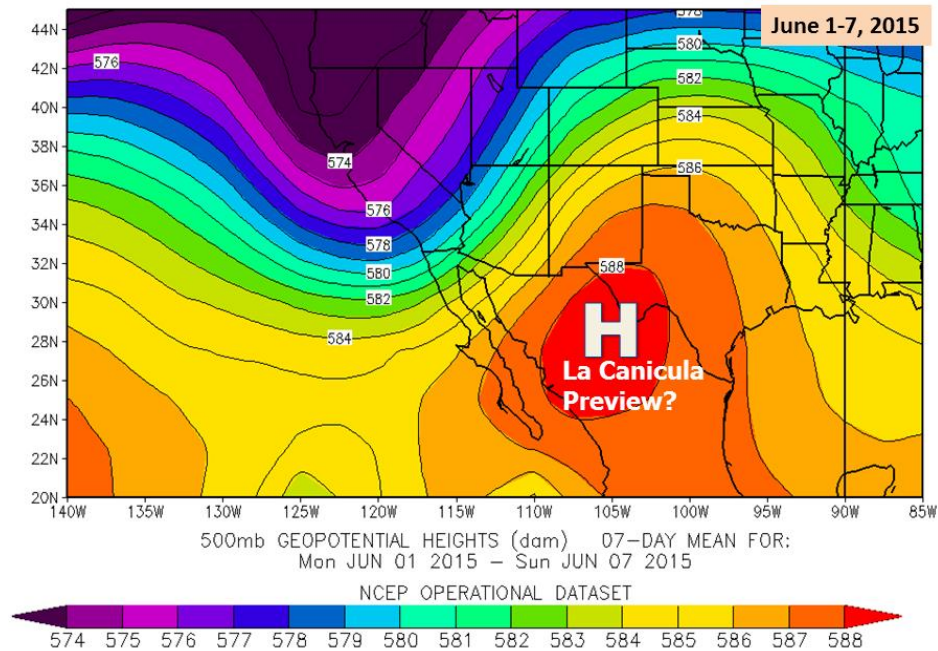 June 1-7, 2015
44N
42N
40N
38N
36N
34N
32N
30N
28N
26N
24N
22N
20N
576
574
576
578
580
582
584
578
580
582
584
586
588
H
La Canicula
Preview?
140W 135W 130W 125W 120W 115W 110W 105W 100W 95W 90W 85W
500mb GEOPOTENTIAL HEIGHTS (dam) 07-DAY MEAN FOR:
Mon JUN 01 2015 – Sun JUN 07 2015
NCEP OPERATIONAL DATASET
574 575 576 577 578 579 580 581 582 583 584 585 586 587 588